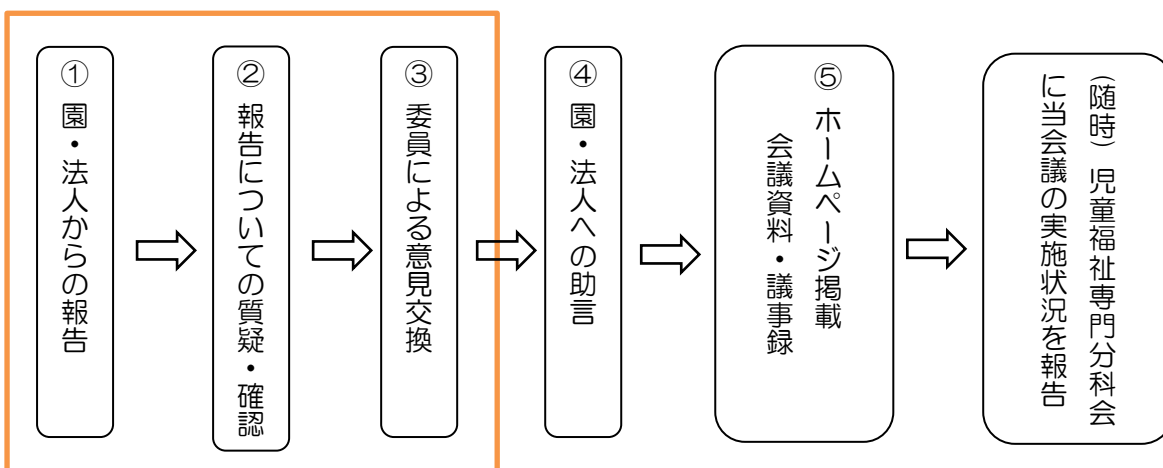 ① 園・法人からの報告
② 報告についての質疑・確認
③ 委員による意見交換
④ 園・法人への助言
⑤ ホームページ掲載
会議資料・議事録
(随時)児童福祉専門分科会
に当会議の実施状況を報告